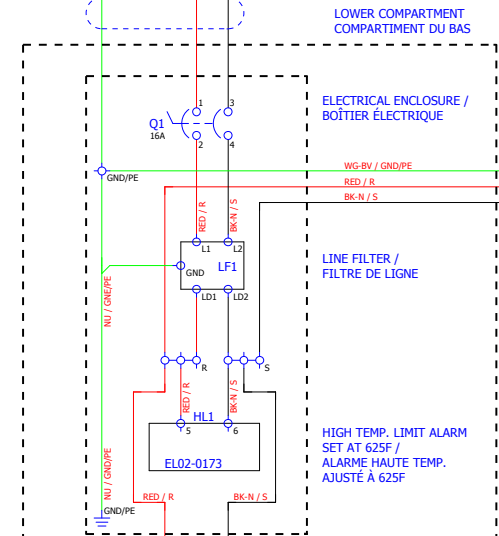 LOWER COMPARTMENT
COMPARTIMENT DU BAS
ELECTRICAL ENCLOSURE /
BOÎTIER ÉLECTRIQUE
1
3
Q1
16A
2
4
GND/PE
WG-BV / GND/PE
RED / R
BK-N / S
RED / R
BK-N / S
L1
L2
GND
LF1
LINE FILTER /
FILTRE DE LIGNE
LD1
LD2
NU / GNE/PE
R
S
RED / R
BK-N / S
HL1
5
6
EL02-0173
HIGH TEMP. LIMIT ALARM
SET AT 625F /
ALARME HAUTE TEMP.
AJUSTÉ À 625F
NU / GND/PE
RED / R
BK-N / S
GND/PE